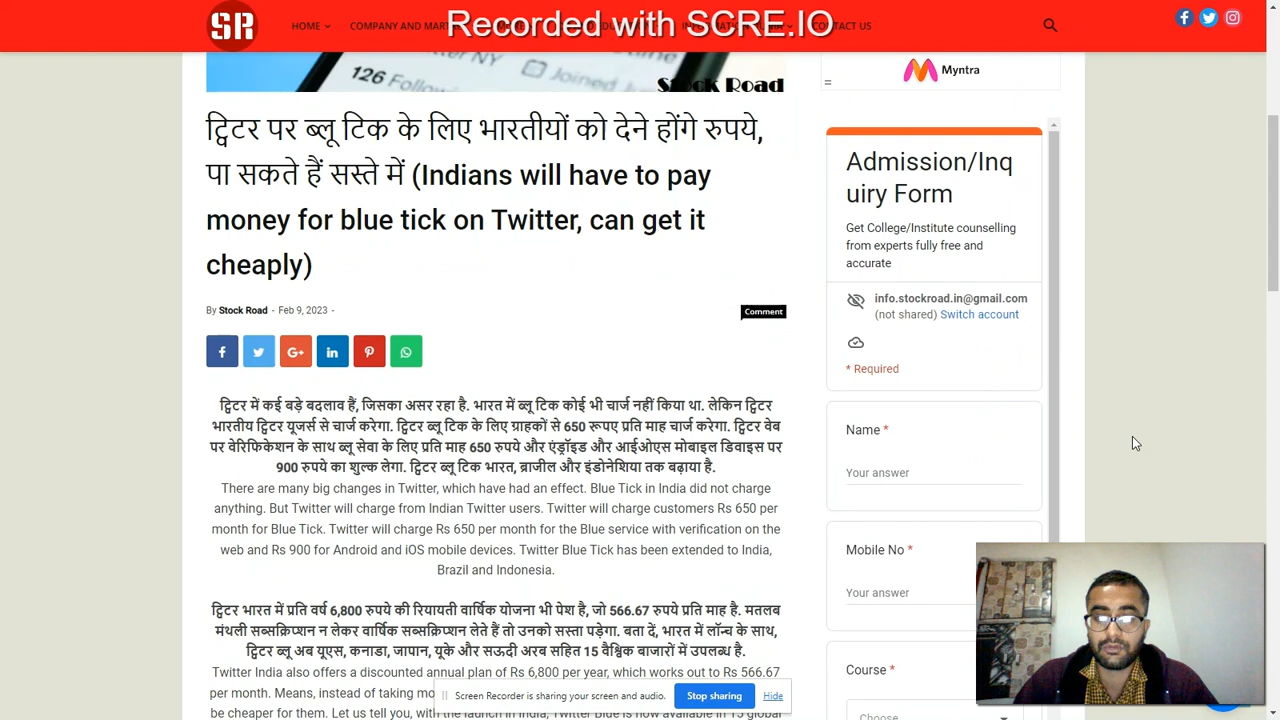 SR
HOME
COMPANY AND MAR
Recorded with SCRE.IO
CONTACT US
126
Joined
Stock Road
Myntra
ट्विटर पर ब्लू टिक के लिए भारतीयों को देने होंगे रुपये,
पा सकते हैं सस्ते में (Indians will have to pay
money for blue tick on Twitter, can get it
cheaply)
By Stock Road - Feb 9, 2023 -
Comment
f
G+
in
ट्विटर में कई बड़े बदलाव हैं, जिसका असर रहा है. भारत में ब्लू टिक कोई भी चार्ज नहीं किया था. लेकिन ट्विटर
भारतीय ट्विटर यूजर्स से चार्ज करेगा. ट्विटर ब्लू टिक के लिए ग्राहकों से 650 रूपए प्रति माह चार्ज करेगा. ट्विटर वेब
पर वेरिफिकेशन के साथ ब्लू सेवा के लिए प्रति माह 650 रुपये और एंड्रॉइड और आईओएस मोबाइल डिवाइस पर
900 रुपये का शुल्क लेगा. ट्विटर ब्लू टिक भारत, ब्राजील और इंडोनेशिया तक बढ़ाया है.
There are many big changes in Twitter, which have had an effect. Blue Tick in India did not charge
anything. But Twitter will charge from Indian Twitter users. Twitter will charge customers Rs 650 per
month for Blue Tick. Twitter will charge Rs 650 per month for the Blue service with verification on the
web and Rs 900 for Android and iOS mobile devices. Twitter Blue Tick has been extended to India,
Brazil and Indonesia.
ट्विटर भारत में प्रति वर्ष 6,800 रुपये की रियायती वार्षिक योजना भी पेश है, जो 566.67 रुपये प्रति माह है. मतलब
मंथली सब्सक्रिप्शन न लेकर वार्षिक सब्सक्रिप्शन लेते हैं तो उनको सस्ता पड़ेगा. बता दें, भारत में लॉन्च के साथ,
ट्विटर ब्लू अब यूएस, कनाडा, जापान, यूके और सऊदी अरब सहित 15 वैश्विक बाजारों में उपलब्ध है.
Twitter India also offers a discounted annual plan of Rs 6,800 per year, which works out to Rs 566.67
per month. Means, instead of taking mo
be cheaper for them. Let us tell you, with the launch in India, Twitter Blue is now available in 15 global
Admission/Inq
uiry Form
Get College/Institute counselling
from experts fully free and
accurate
info.stockroad.in@gmail.com
(not shared) Switch account
* Required
Name *
Your answer
Mobile No *
Your answer
Course *
Choose
Screen Recorder is sharing your screen and audio.
Stop sharing
Hide